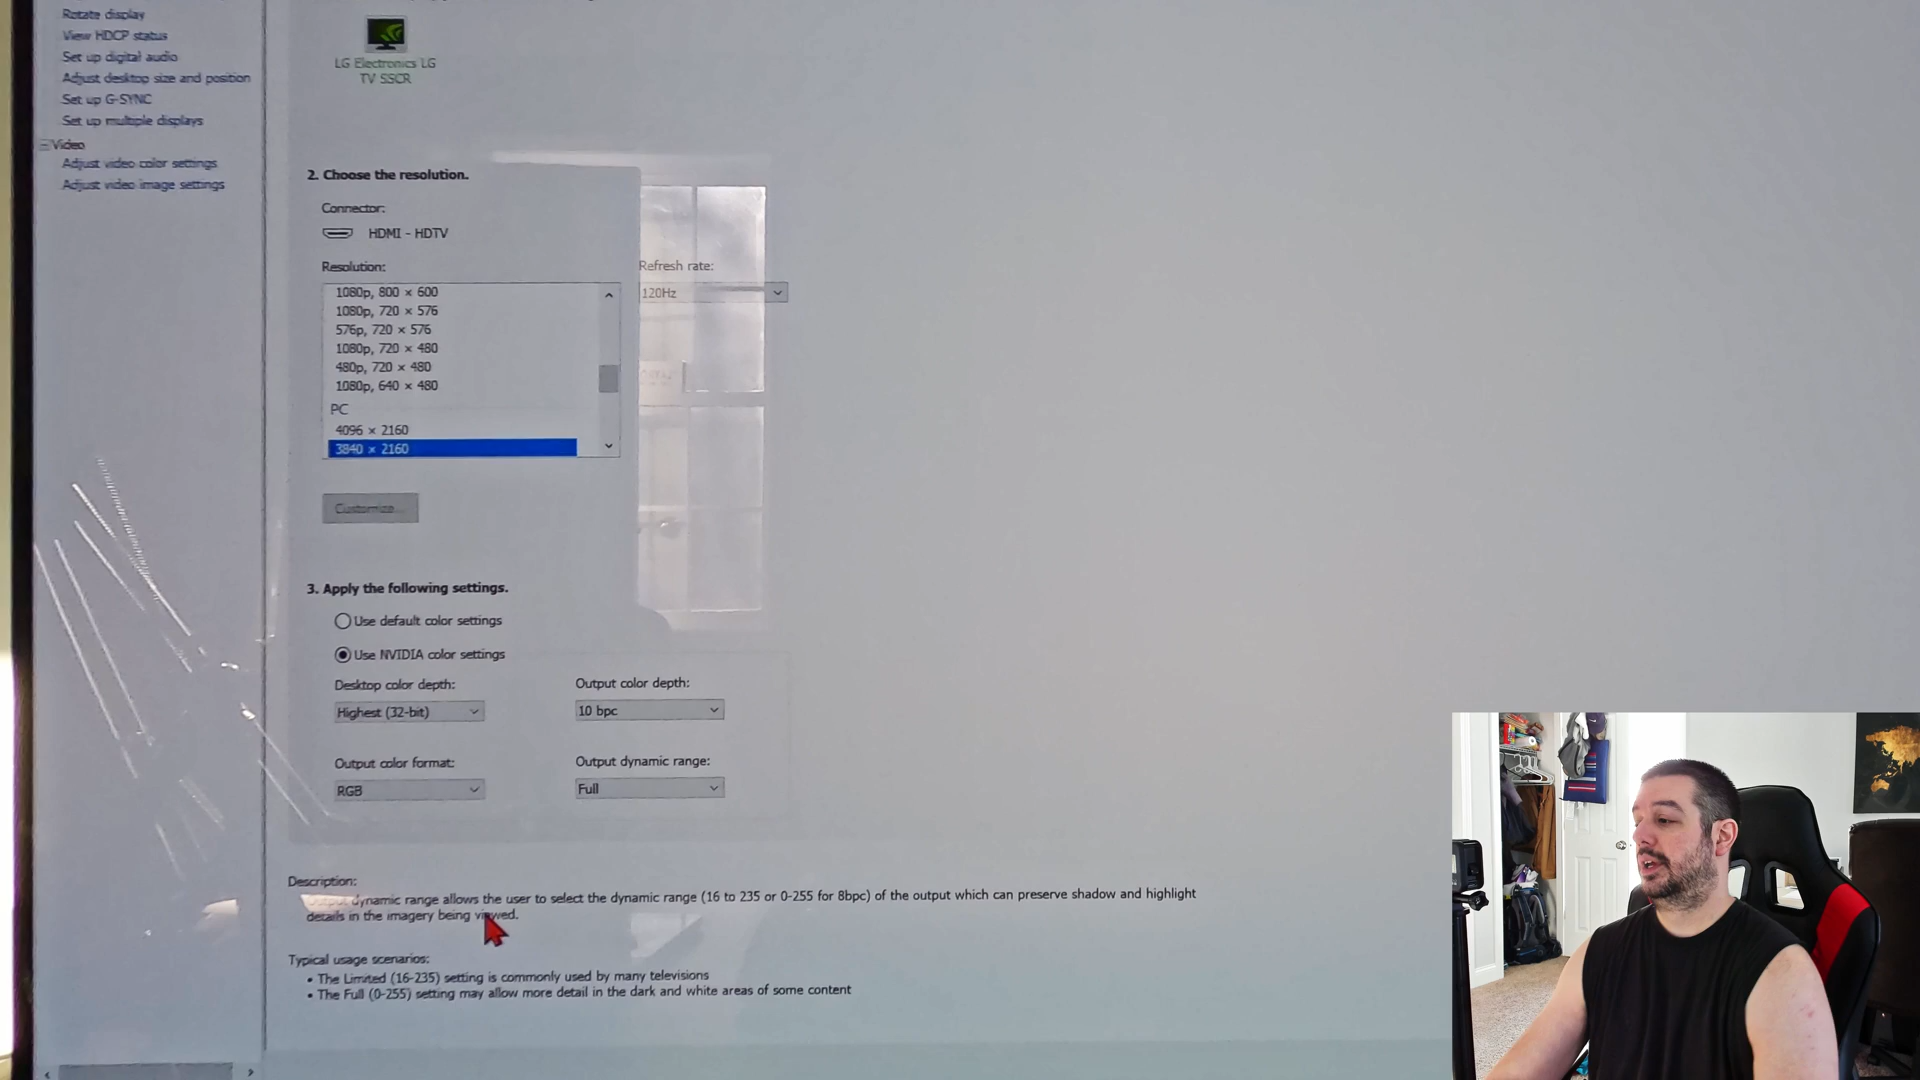 Rotate display
View HDCP status
Set up digital audio
Adjust desktop size and position
Set up G-SYNC
Set up multiple displays
Video
Adjust video color settings
Adjust video image settings
LG Electronics LG
TV SSCR
2. Choose the resolution.
Connector:
HDMI - HDTV
Resolution:
Refresh rate:
1080p, 800 × 600
120Hz
1080p, 720 × 576
576p, 720 × 576
1080p, 720 × 480
480p, 720 × 480
1080p, 640 × 480
PC
4096 × 2160
3840 × 2160
Customize...
3. Apply the following settings.
Use default color settings
Use NVIDIA color settings
Desktop color depth:
Output color depth:
Highest (32-bit)
10 bpc
Output color format:
Output dynamic range:
RGB
Full
Description:
Output dynamic range allows the user to select the dynamic range (16 to 235 or 0-255 for 8bpc) of the output which can preserve shadow and highlight
details in the imagery being viewed.
Typical usage scenarios:
• The Limited (16-235) setting is commonly used by many televisions
• The Full (0-255) setting may allow more detail in the dark and white areas of some content